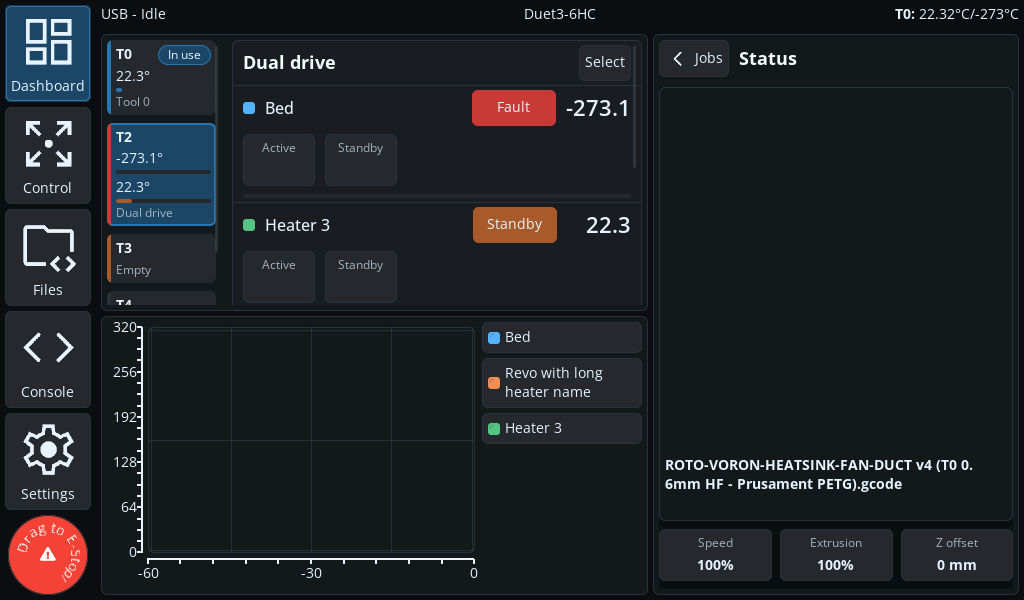 USB - Idle
Duet3-6HC
T0: 22.32°C/-273°C
Dashboard
Control
Files
Console
Settings
Drag to E-Stop!
T0
In use
22.3°
Tool 0
T2
-273.1°
22.3°
Dual drive
T3
Empty
T4
Dual drive
Select
Bed
Fault
-273.1
Active
Standby
Heater 3
Standby
22.3
Active
Standby
320
256
192
128
64
0
-60
-30
0
Bed
Revo with long
heater name
Heater 3
Jobs
Status
ROTO-VORON-HEATSINK-FAN-DUCT v4 (T0 0.
6mm HF - Prusament PETG).gcode
Speed
100%
Extrusion
100%
Z offset
0 mm